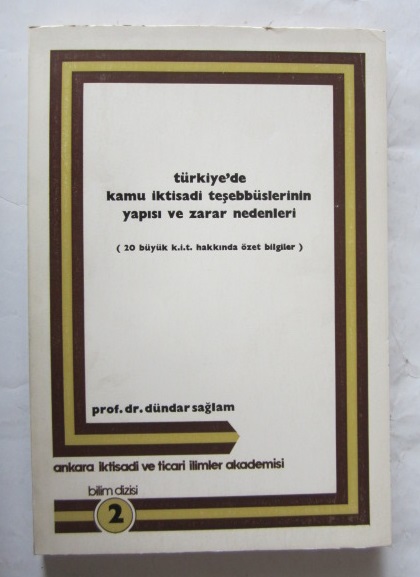 türkiye'de
kamu iktisadi teşebbüslerinin
yapısı ve zarar nedenleri
( 20 büyük k.i.t. hakkında özet bilgiler )
prof. dr. dündar sağlam
ankara iktisadi ve ticari ilimler akademisi
bilim dizisi
2